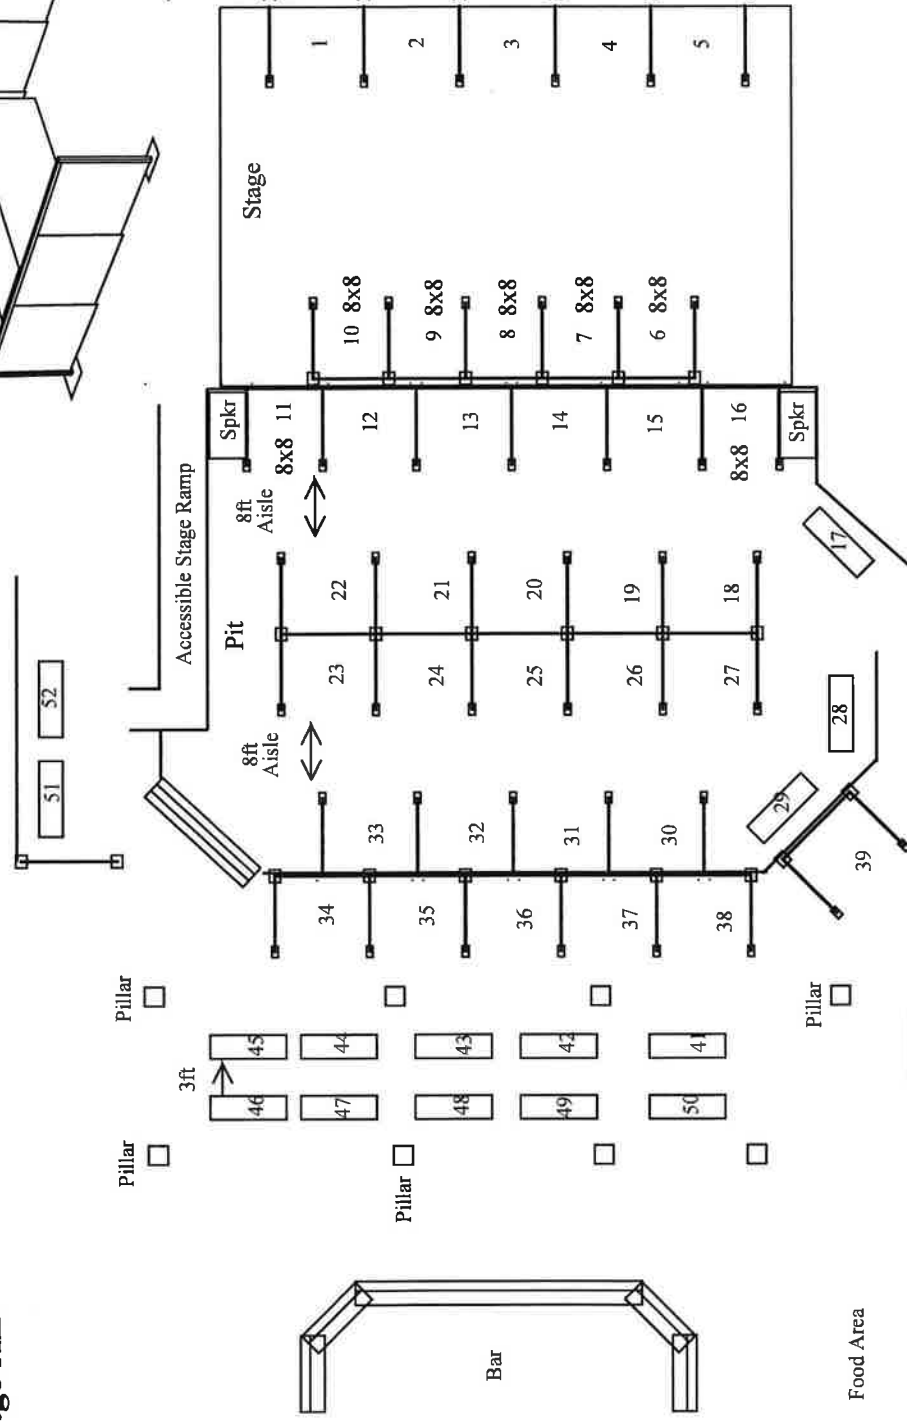 51 52
Pillar Pillar
3ft
Accessible Stage Ramp
Pit
Spkr
Stage
8ft
Aisle
8ft
Aisle
8x8
46 45
11
1
34 33 23 22
47 44
12
10 8x8
Pillar
2
35 24 21
9 8x8
48 43 32
13
Bar
8 8x8
3
36 25 20
49 42 31
14
7 8x8
4
37 26 19
15
6 8x8
30
50 41
5
38 27 18
8x8
16
29
Spkr
Pillar
28 17
Food Area
39